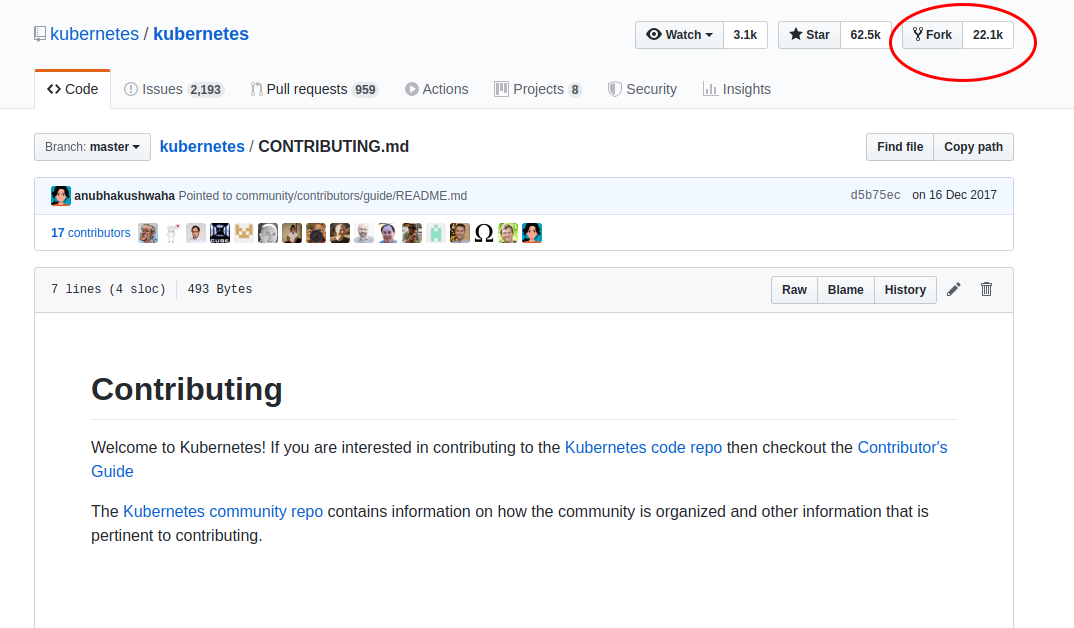 kubernetes / kubernetes
Watch 3.1k Star 62.5k Fork 22.1k
Code Issues 2,193 Pull requests 959 Actions Projects 8 Security Insights
Branch: master kubernetes / CONTRIBUTING.md Find file Copy path
anubhakushwaha Pointed to community/contributors/guide/README.md d5b75ec on 16 Dec 2017
17 contributors
7 lines (4 sloc) 493 Bytes Raw Blame History
Contributing
Welcome to Kubernetes! If you are interested in contributing to the Kubernetes code repo then checkout the Contributor's
Guide
The Kubernetes community repo contains information on how the community is organized and other information that is
pertinent to contributing.